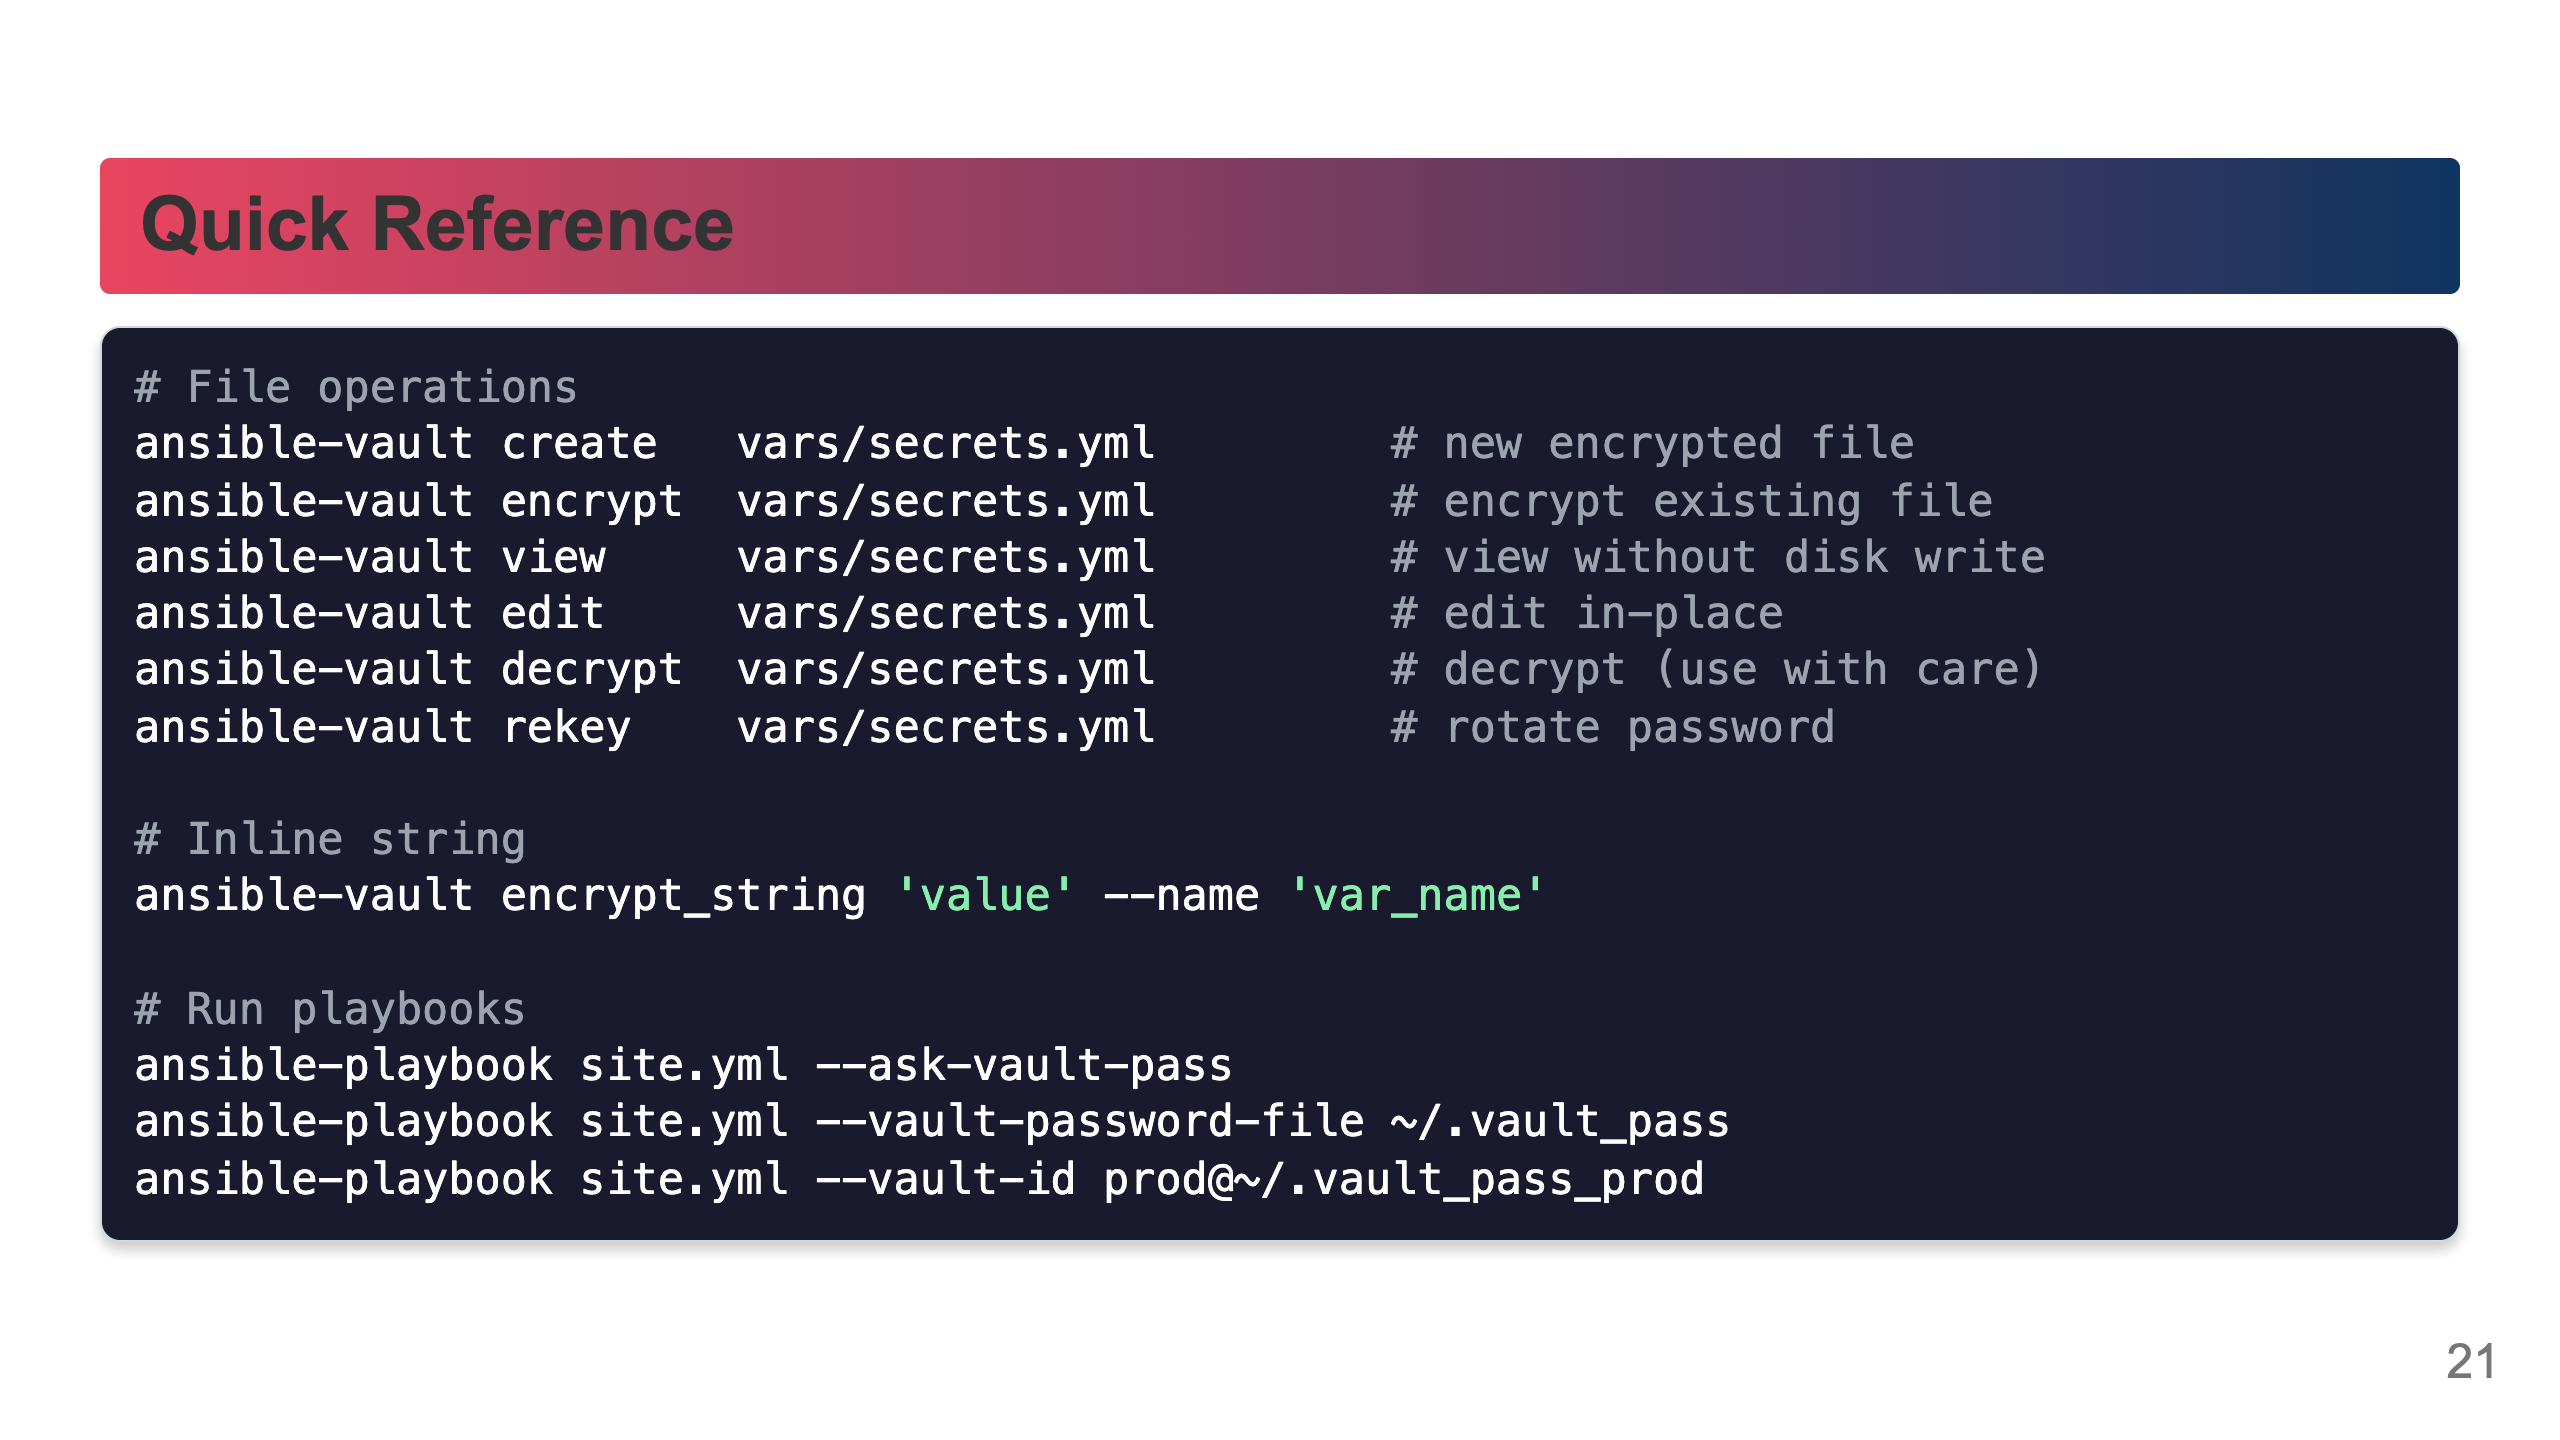 Quick Reference
# File operations
ansible-vault create   vars/secrets.yml         # new encrypted file
ansible-vault encrypt  vars/secrets.yml         # encrypt existing file
ansible-vault view     vars/secrets.yml         # view without disk write
ansible-vault edit     vars/secrets.yml         # edit in-place
ansible-vault decrypt  vars/secrets.yml         # decrypt (use with care)
ansible-vault rekey    vars/secrets.yml         # rotate password
# Inline string
ansible-vault encrypt_string 'value' --name 'var_name'
# Run playbooks
ansible-playbook site.yml --ask-vault-pass
ansible-playbook site.yml --vault-password-file ~/.vault_pass
ansible-playbook site.yml --vault-id prod@~/.vault_pass_prod
21